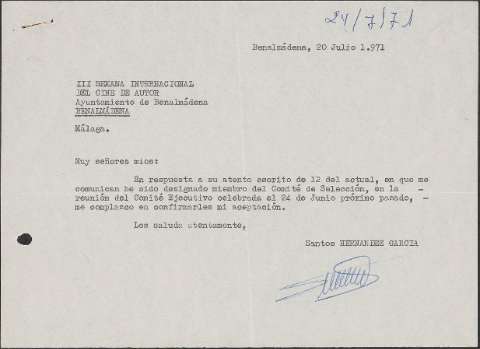 24/7/71
Benalmádena, 20 Julio 1.971
III SEMANA INTERNACIONAL
DEL CINE DE AUTOR
Ayuntamiento de Benalmádena
BENALMÁDENA
Málaga.
Muy señores mios:
En respuesta a su atento escrito de 12 del actual, en que me
comunican he sido designado miembro del Comité de Selección, en la -
reunión del Comité Ejecutivo celebrada el 24 de Junio próximo pasado, -
me complazco en confirmarles mi aceptación.
Les saluda atentamente,
Santos HERNANDEZ GARCIA